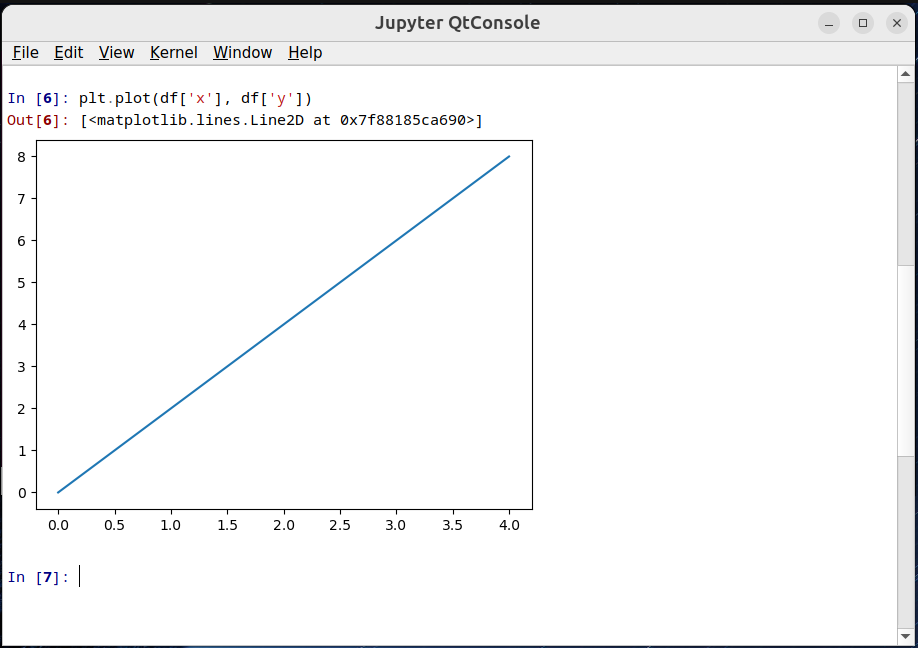 Jupyter QtConsole
File Edit View Kernel Window Help
In [6]: plt.plot(df['x'], df['y'])
Out[6]: [<matplotlib.lines.Line2D at 0x7f88185ca690>]
8
7
6
5
4
3
2
1
0
0.0 0.5 1.0 1.5 2.0 2.5 3.0 3.5 4.0
In [7]: